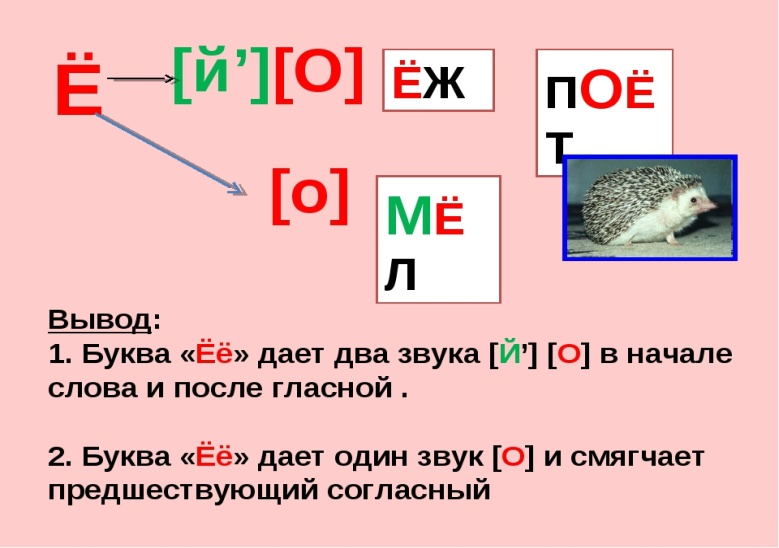 Ё [й’][О] ЁЖ
пОё
т
[о]
Мё
л
Вывод:
1. Буква «Ёё» дает два звука [Й’] [О] в начале
слова и после гласной .
2. Буква «Ёё» дает один звук [О] и смягчает
предшествующий согласный